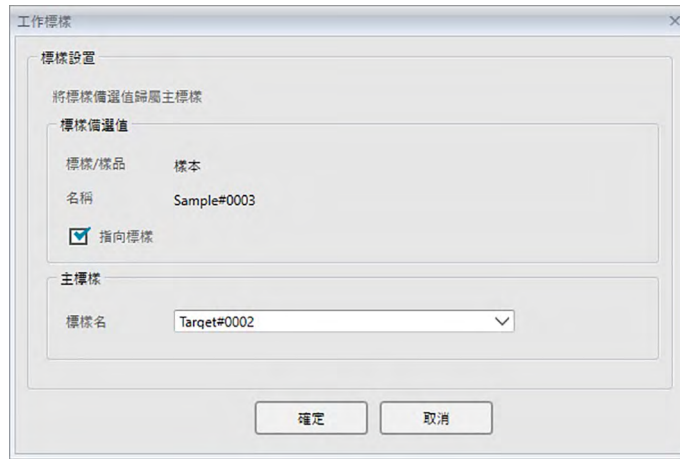 工作標樣
標樣設置
將標樣備選值歸屬主標樣
標樣備選值
標樣/樣品 樣本
名稱 Sample#0003
指向標樣
主標樣
標樣名 Target#0002
確定 取消